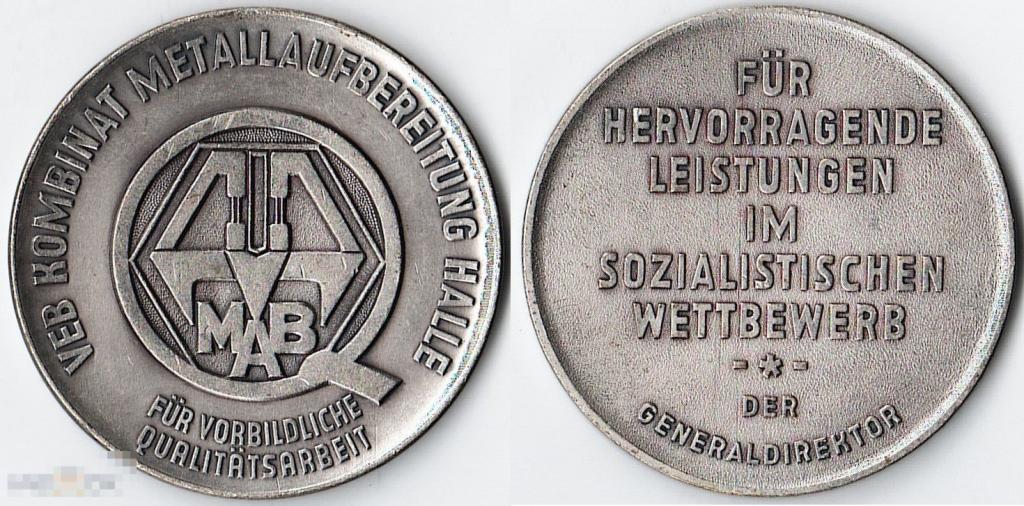 VEB KOMBINAT METALLAUFBEREITUNG HALLE
MAB
FÜR VORBILDLICHE
QUALITÄTSARBEIT
FÜR
HERVORRAGENDE
LEISTUNGEN
IM
SOZIALISTISCHEN
WETTBEWERB
- * -
DER
GENERALDIREKTOR